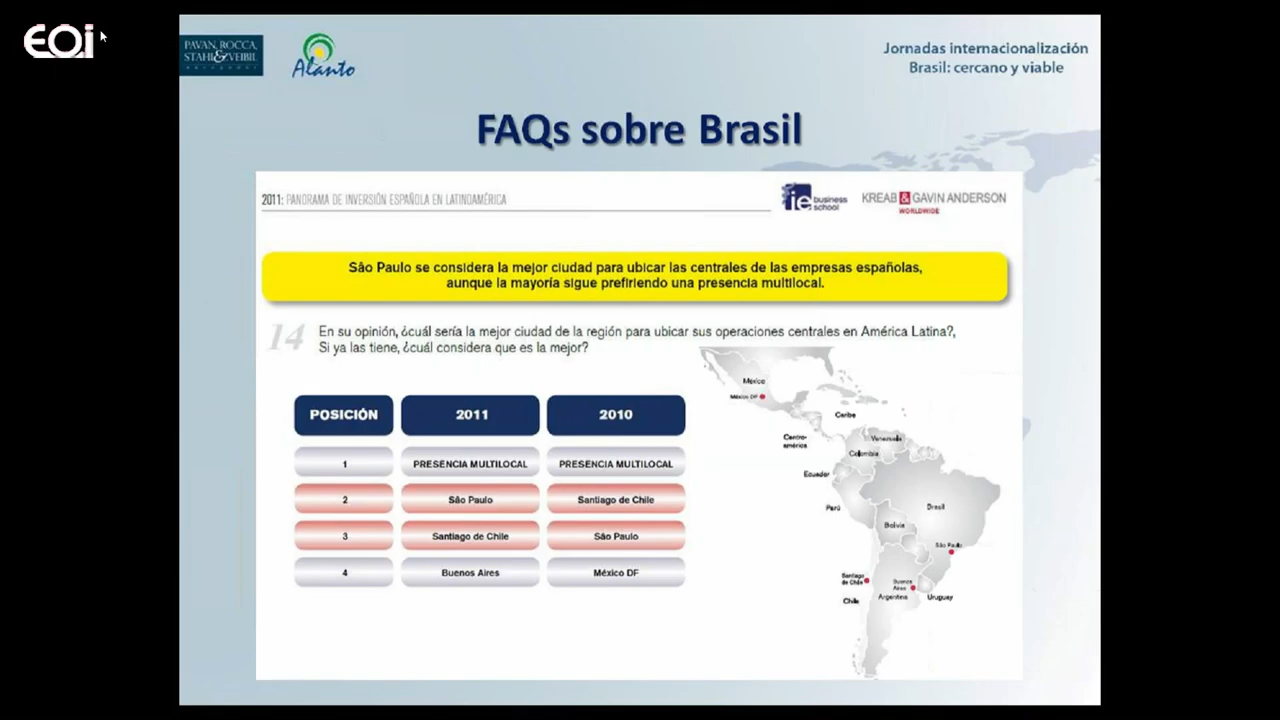 EOi
PAVAN, ROCCA,
STAHL & VEIBIL
Alanto
Jornadas internacionalización
Brasil: cercano y viable
FAQs sobre Brasil
2011: PANORAMA DE INVERSIÓN ESPAÑOLA EN LATINOAMÉRICA
ie business
school
KREAB & GAVIN ANDERSON
WORLDWIDE
São Paulo se considera la mejor ciudad para ubicar las centrales de las empresas españolas,
aunque la mayoría sigue prefiriendo una presencia multilocal.
14
En su opinión, ¿cuál sería la mejor ciudad de la región para ubicar sus operaciones centrales en América Latina?,
Si ya las tiene, ¿cuál considera que es la mejor?
POSICIÓN 2011 2010
1 PRESENCIA MULTILOCAL PRESENCIA MULTILOCAL
2 São Paulo Santiago de Chile
3 Santiago de Chile São Paulo
4 Buenos Aires México DF
México
México DF
Caribe
Centro-
américa
Venezuela
Colombia
Ecuador
Perú
Brasil
Bolivia
São Paulo
Santiago
de Chile
Buenos
Aires
Chile
Argentina
Uruguay